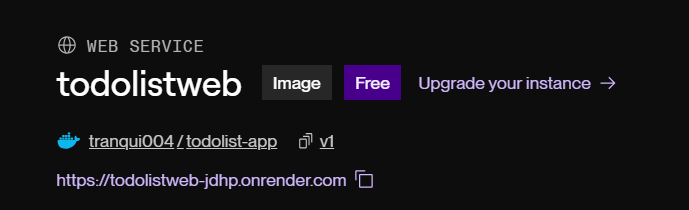 WEB SERVICE
todolistweb Image Free Upgrade your instance →
tranqui004/todolist-app v1
https://todolistweb-jdhp.onrender.com